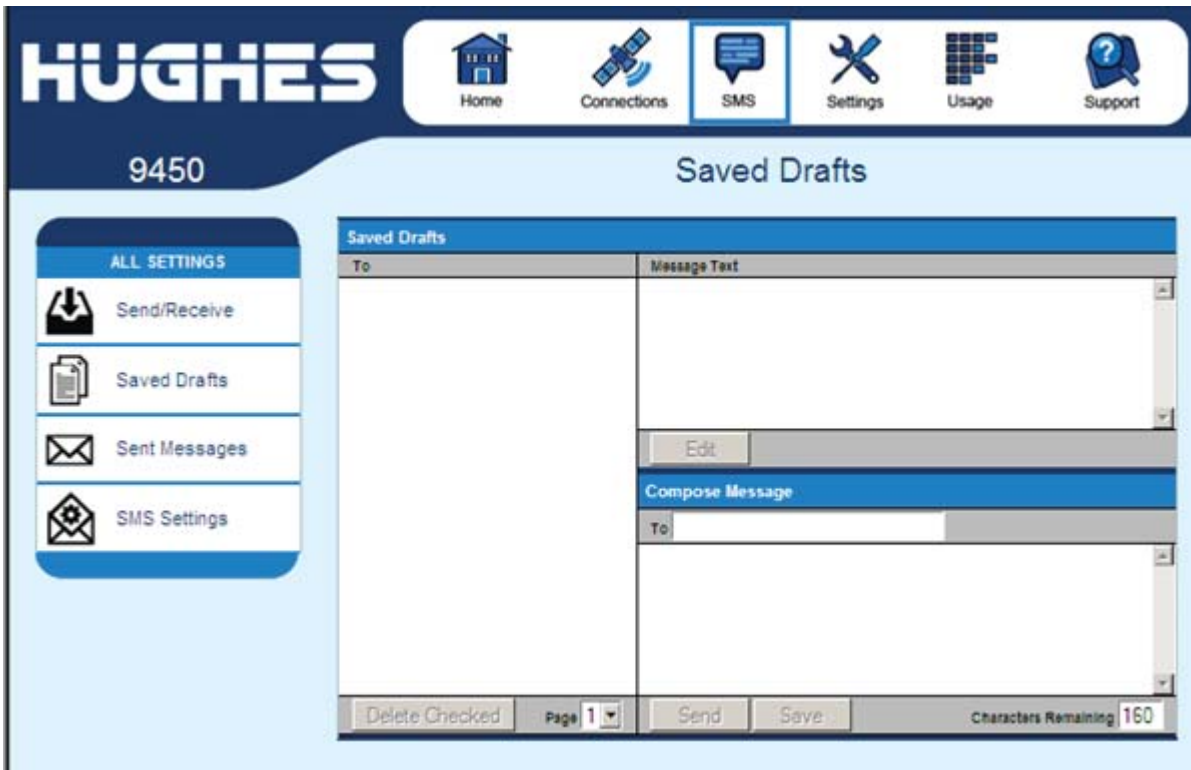 HUGHES
Home
Connections
SMS
Settings
Usage
Support
9450
Saved Drafts
ALL SETTINGS
Send/Receive
Saved Drafts
Sent Messages
SMS Settings
Saved Drafts
To
Message Text
Edit
Compose Message
To
Delete Checked
Page 1
Send
Save
Characters Remaining 160